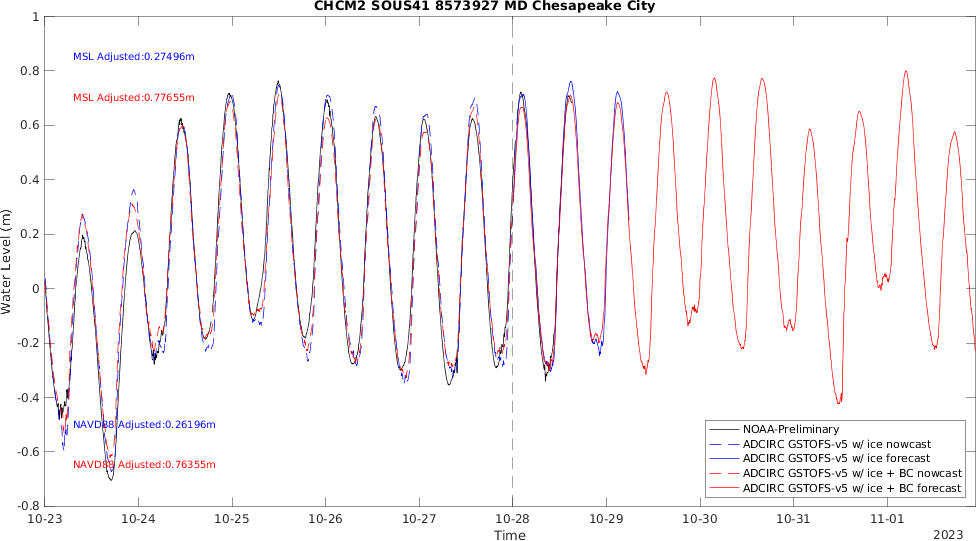 CHCM2 SOUS41 8573927 MD Chesapeake City
1
0.8
0.6
0.4
0.2
0
-0.2
-0.4
-0.6
-0.8
Water Level (m)
MSL Adjusted:0.27496m
MSL Adjusted:0.77655m
NAVD88 Adjusted:0.26196m
NAVD88 Adjusted:0.76355m
NOAA-Preliminary
ADCIRC GSTOFS-v5 w/ ice nowcast
ADCIRC GSTOFS-v5 w/ ice forecast
ADCIRC GSTOFS-v5 w/ ice + BC nowcast
ADCIRC GSTOFS-v5 w/ ice + BC forecast
10-23 10-24 10-25 10-26 10-27 10-28 10-29 10-30 10-31 11-01
Time
2023